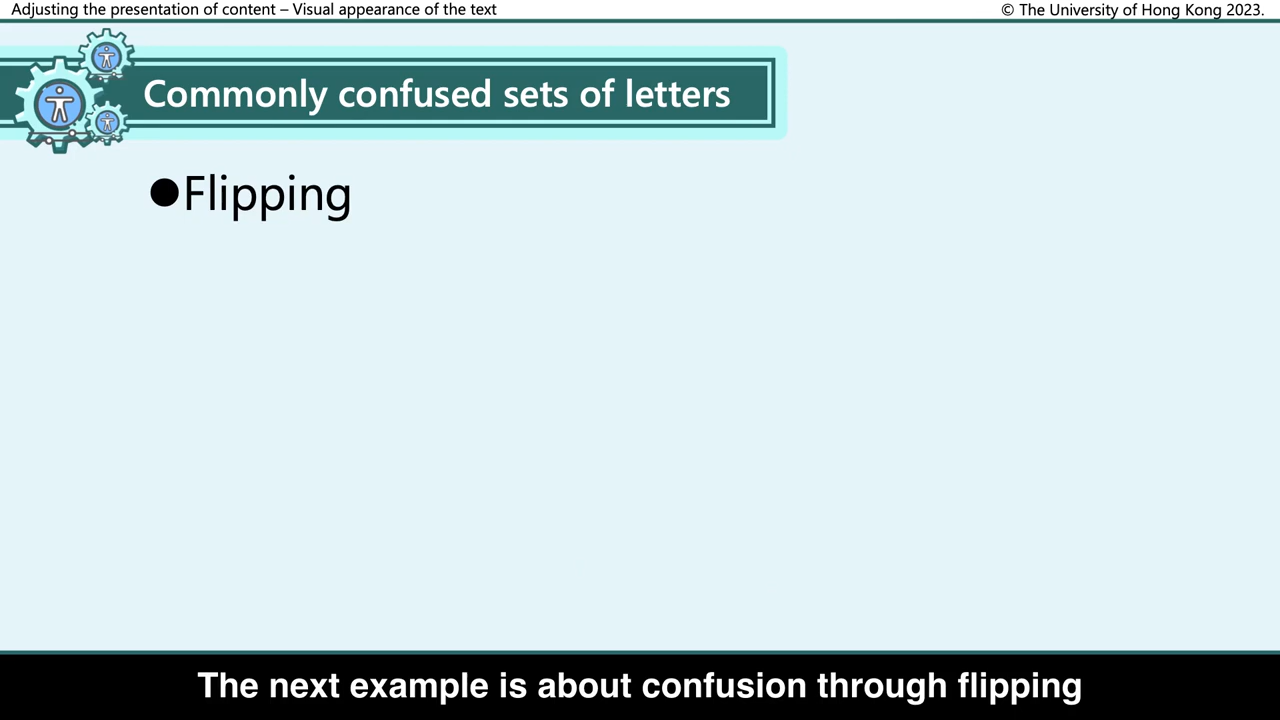 Adjusting the presentation of content – Visual appearance of the text
© The University of Hong Kong 2023.
Commonly confused sets of letters
●Flipping
The next example is about confusion through flipping